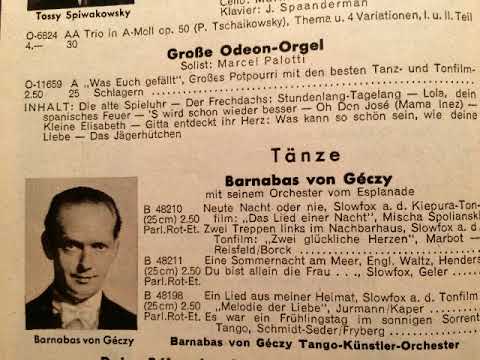 Tossy Spiwakowsky
Klavier: J. Spaanderman
O-6824 AA Trio in A-Moll op. 50 (P. Tschaikowsky), Thema u. 4 Variationen, I. u. II. Teil
4.— 30
Große Odeon-Orgel
Solist: Marcel Palotti
O-11659 A „Was Euch gefällt", Großes Potpourri mit den besten Tanz- und Tonfilm-
2.50 25 Schlagern
INHALT: Die alte Spieluhr — Der Frechdachs: Stundenlang-Tagelang — Lola, dein
spanisches Feuer — 'S wird schon wieder besser — Oh Don José (Mama Inez) —
Kleine Elisabeth — Gitta entdeckt ihr Herz: Was kann so schön sein, wie deine
Liebe — Das Jägerhütchen
Tänze
Barnabas von Géczy
mit seinem Orchester vom Esplanade
B 48210 Neute Nacht oder nie, Slowfox a. d. Kiepura-Ton-
(25 cm) 2.50 film: „Das Lied einer Nacht", Mischa Spoliansk
Parl.Rot-Et. Zwei Treppen links im Nachbarhaus, Slowfox a. d.
Tonfilm: „Zwei glückliche Herzen", Marbot —
Reisfeld/Borck
B 48211 Eine Sommernacht am Meer, Engl. Waltz, Henders
(25 cm) 2.50 Du bist allein die Frau . . ., Slowfox, Geler
Parl.Rot-Et.
B 48198 Ein Lied aus meiner Heimat, Slowfox a. d. Tonfilm
(25 cm) 2.50 „Melodie der Liebe", Jurmann/Kaper
Parl.Rot-Et. Es war ein Frühlingstag im sonnigen Sorrent
Tango, Schmidt-Seder/Fryberg
Barnabas von Géczy
Barnabas von Géczy Tango-Künstler-Orchester